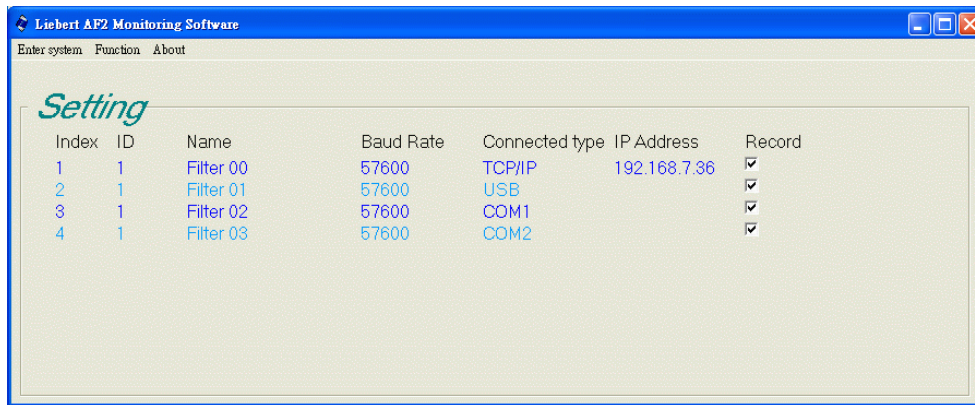 Liebert AF2 Monitoring Software
Enter system Function About
Setting
Index ID Name Baud Rate Connected type IP Address Record
1 1 Filter 00 57600 TCP/IP 192.168.7.36
2 1 Filter 01 57600 USB
3 1 Filter 02 57600 COM1
4 1 Filter 03 57600 COM2